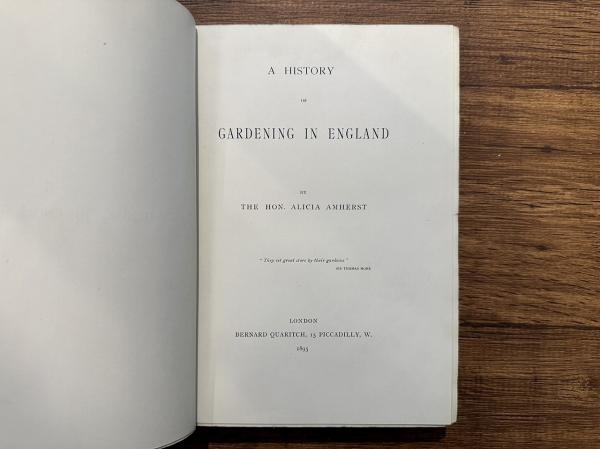 A HISTORY
OF
GARDENING IN ENGLAND
BY
THE HON. ALICIA AMHERST
"They set great store by their gardens"
SIR THOMAS MORE
LONDON
BERNARD QUARITCH, 15 PICCADILLY, W.
1895